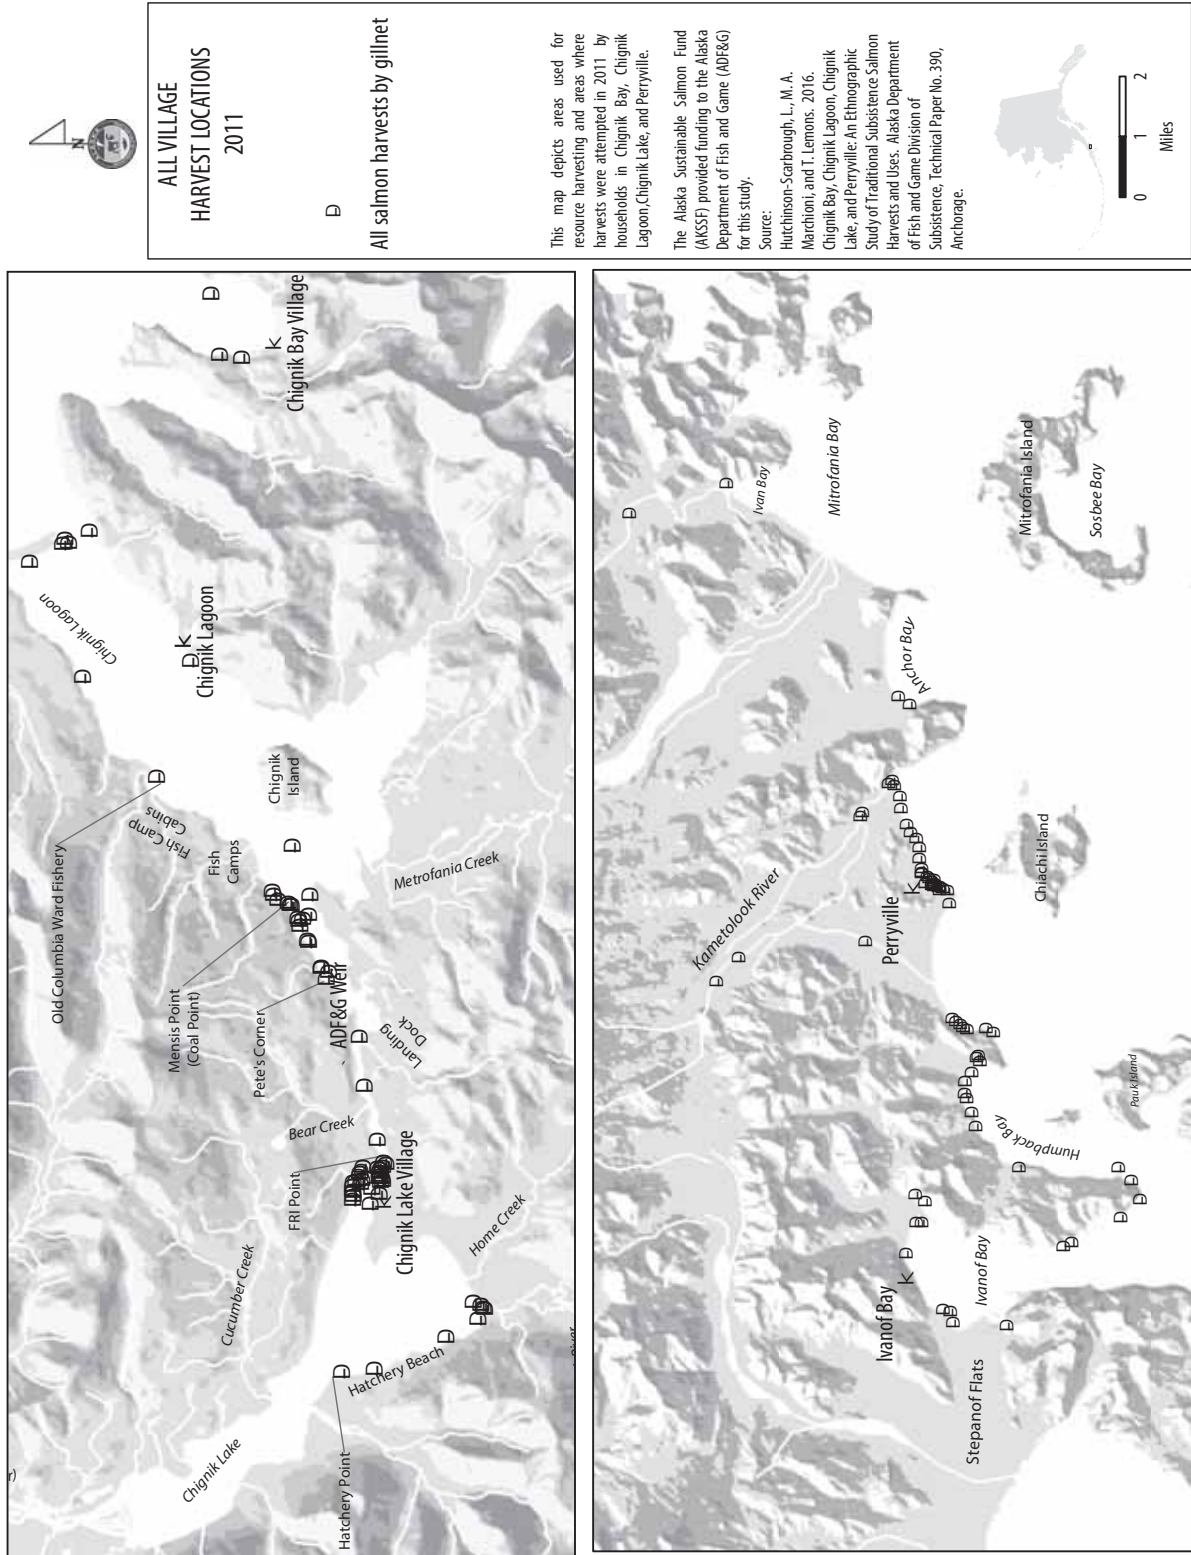 N
ALL VILLAGE
HARVEST LOCATIONS
2011
D
All salmon harvests by gillnet
This map depicts areas used for
resource harvesting and areas where
harvests were attempted in 2011 by
households in Chignik Bay, Chignik
Lagoon,Chignik Lake, and Perryville.
The Alaska Sustainable Salmon Fund
(AKSSF) provided funding to the Alaska
Department of Fish and Game (ADF&G)
for this study.
Source:
Hutchinson-Scarbrough, L., M. A.
Marchioni, and T. Lemons. 2016.
Chignik Bay, Chignik Lagoon, Chignik
Lake, and Perryville: An Ethnographic
Study of Traditional Subsistence Salmon
Harvests and Uses. Alaska Department
of Fish and Game Division of
Subsistence, Technical Paper No. 390,
Anchorage.
0 1 2
Miles
r)
Chignik Lake
Hatchery Point
Hatchery Beach
Cucumber Creek
Home Creek
FRI Point
k
Chignik Lake Village
Bear Creek
Pete's Corner
ADF&G Weir
Landing
Dock
Mensis Point
(Coal Point)
Metrofania Creek
Old Columbia Ward Fishery
Fish Camp
Cabins
Fish
Camps
Chignik
Island
Chignik Lagoon
k
Chignik Lagoon
k
Chignik Bay Village
River
Stepanof Flats
Ivanof Bay
k
Ivanof Bay
Humpback Bay
Pauk Island
Kametolook River
Perryville
k
Chiachi Island
Anchor Bay
Ivan Bay
Mitrofania Bay
Mitrofania Island
Sosbee Bay